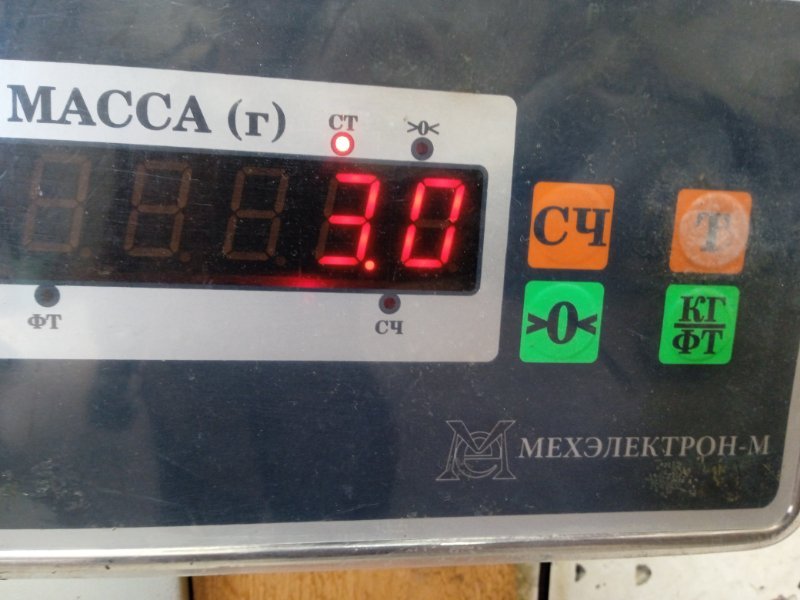 МАССА (г)
СТ
>0<
3.0
ФТ
СЧ
СЧ
Т
>0<
КГ
ФТ
МЕХЭЛЕКТРОН-М